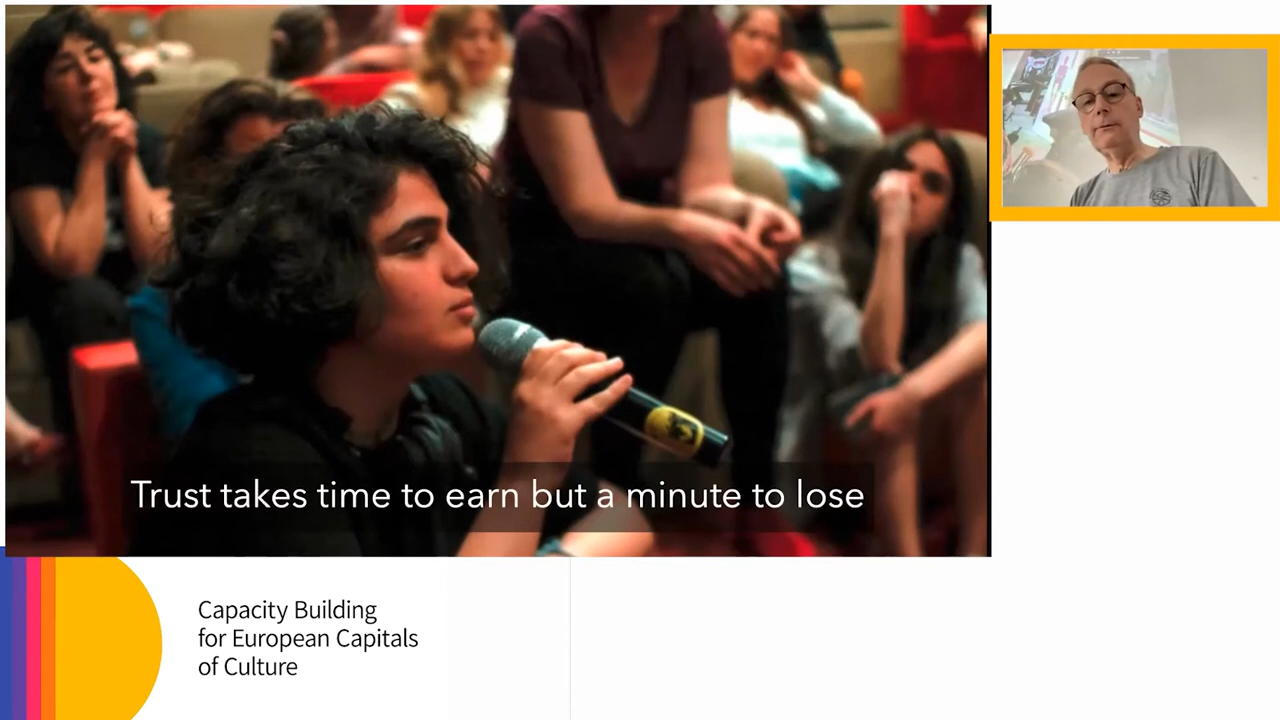 Trust takes time to earn but a minute to lose
Capacity Building
for European Capitals
of Culture